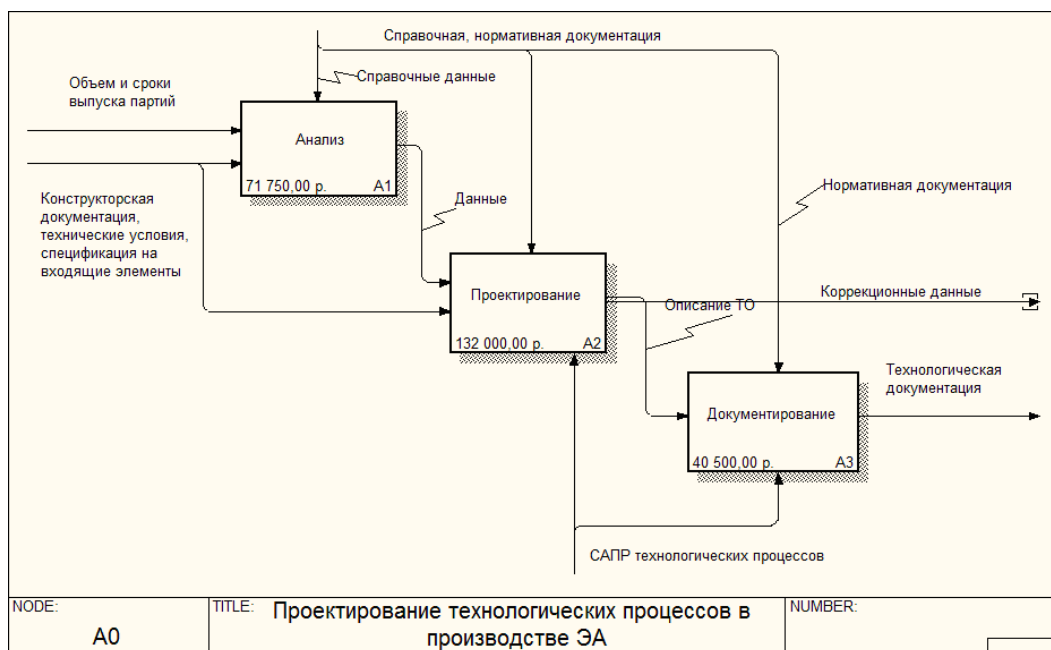 Справочная, нормативная документация
Справочные данные
Объем и сроки
выпуска партий
Анализ
71 750,00 р.
A1
Конструкторская
документация,
технические условия,
спецификация на
входящие элементы
Данные
Нормативная документация
Проектирование
132 000,00 р.
A2
Коррекционные данные
Описание ТО
Технологическая
документация
Документирование
40 500,00 р.
A3
САПР технологических процессов
NODE:
A0
TITLE:
Проектирование технологических процессов в
производстве ЭА
NUMBER: